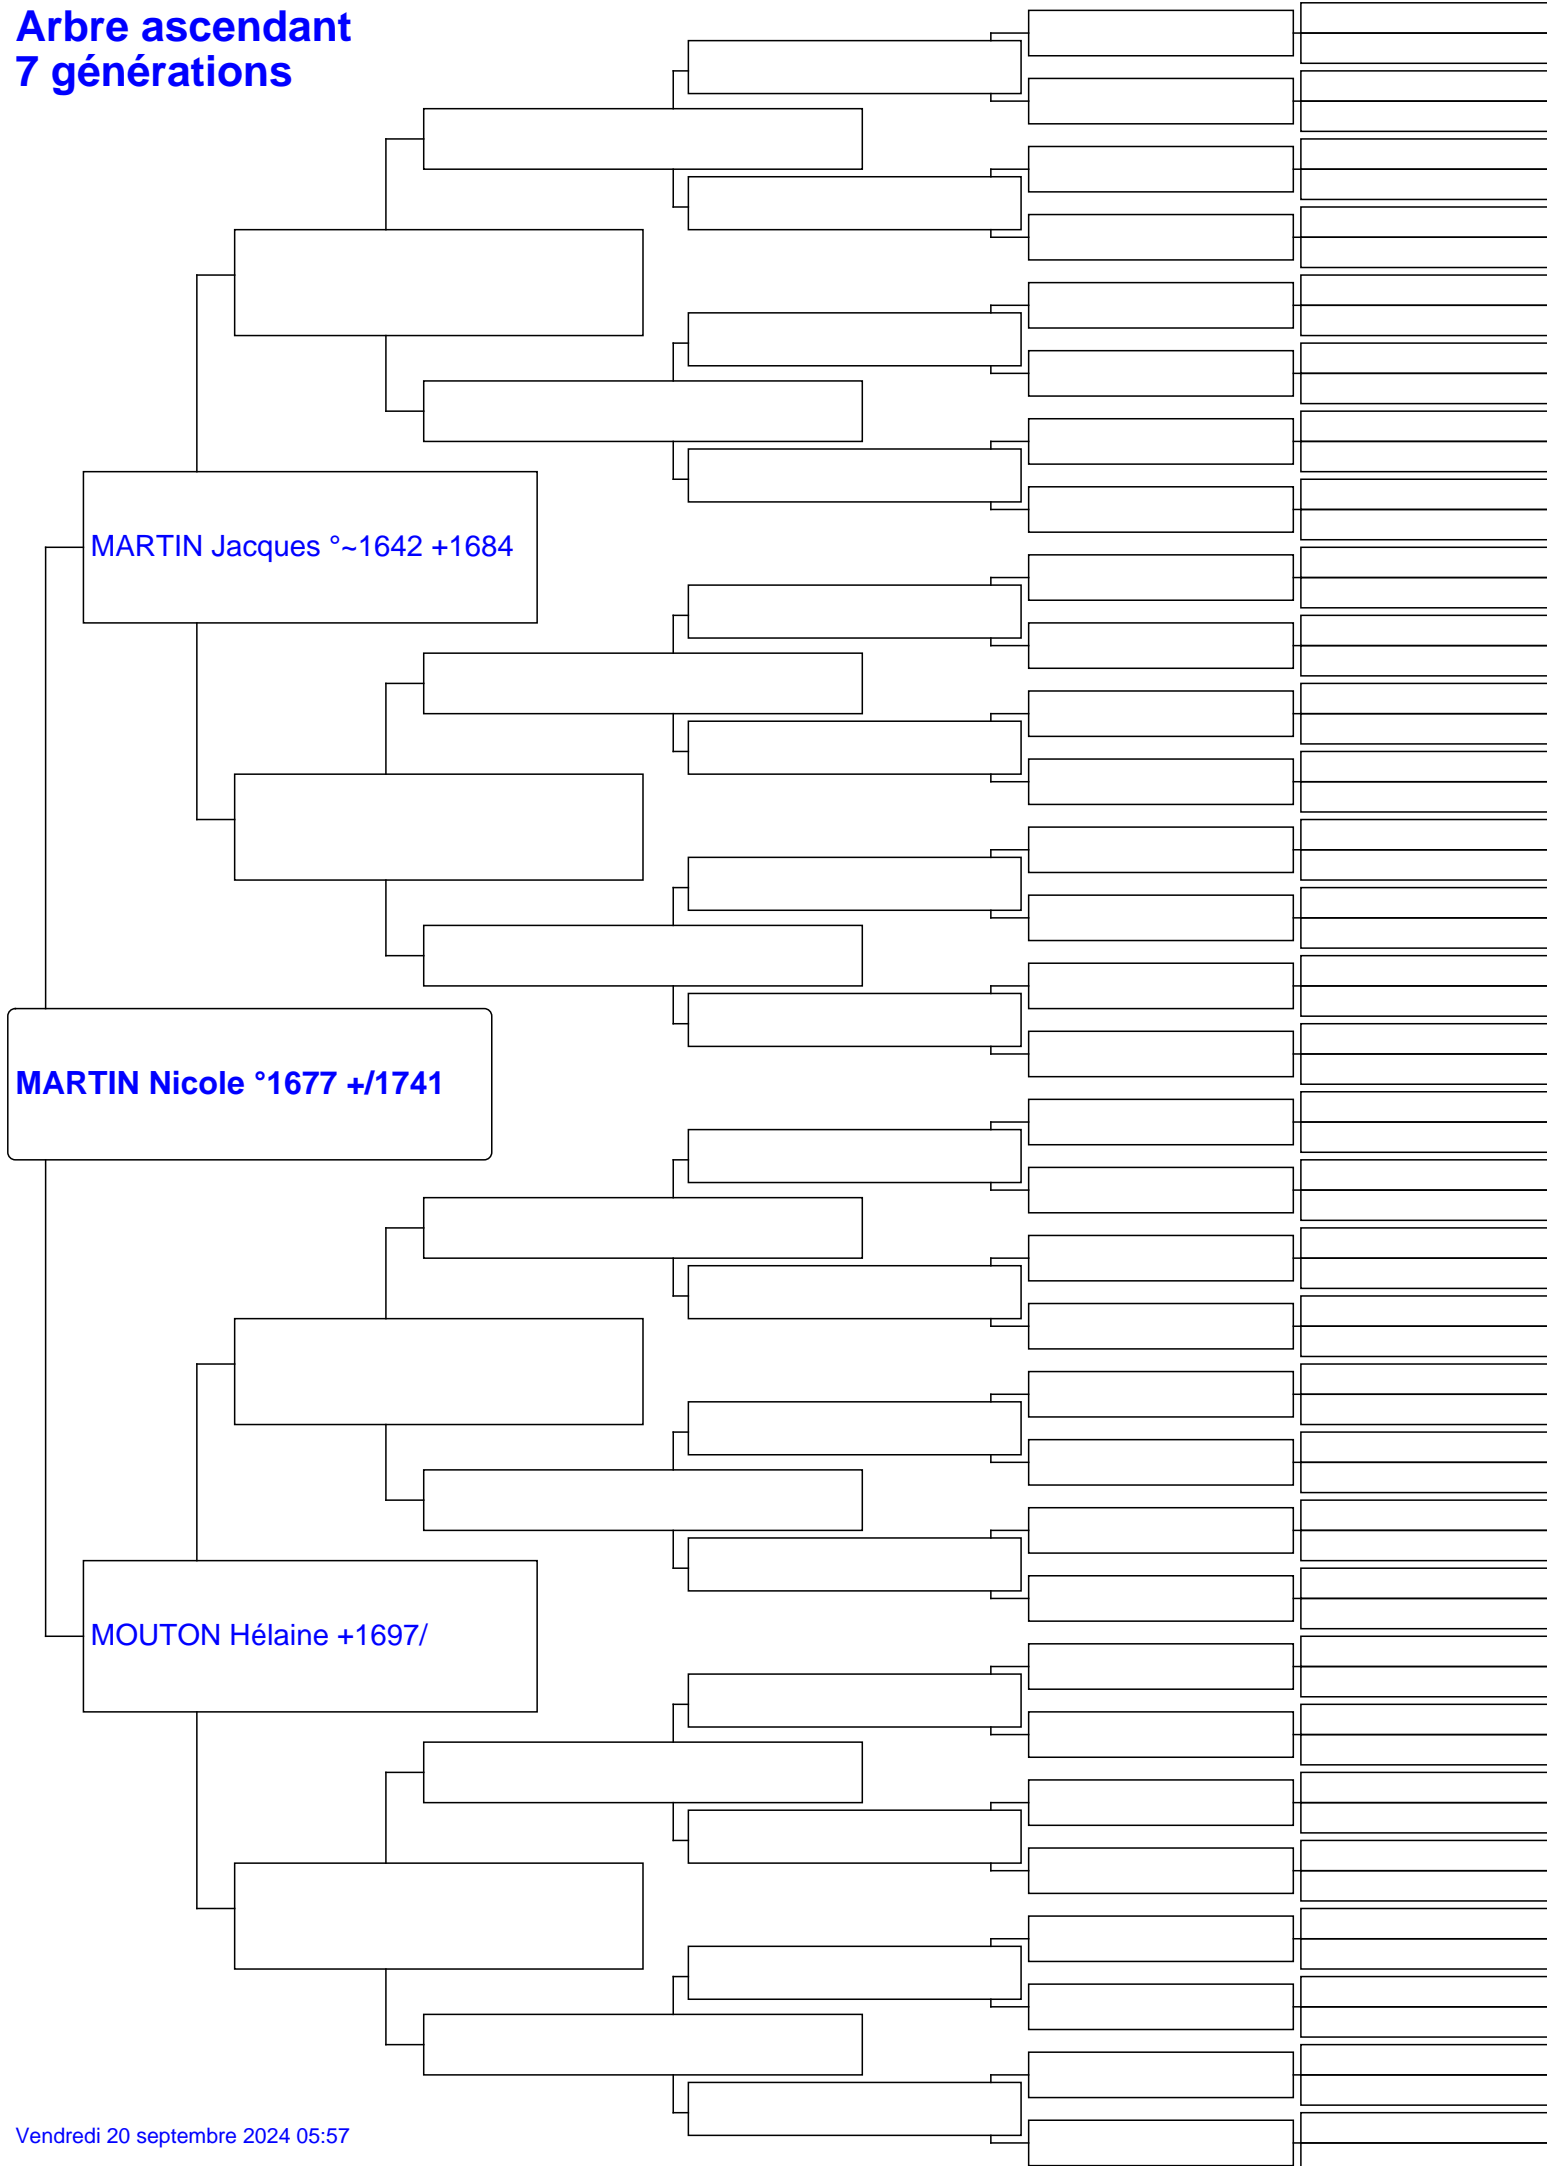 Arbre ascendant
7 générations
MARTIN Jacques °~1642 +1684
MARTIN Nicole °1677 +/1741
MOUTON Hélaine +1697/
Vendredi 20 septembre 2024 05:57